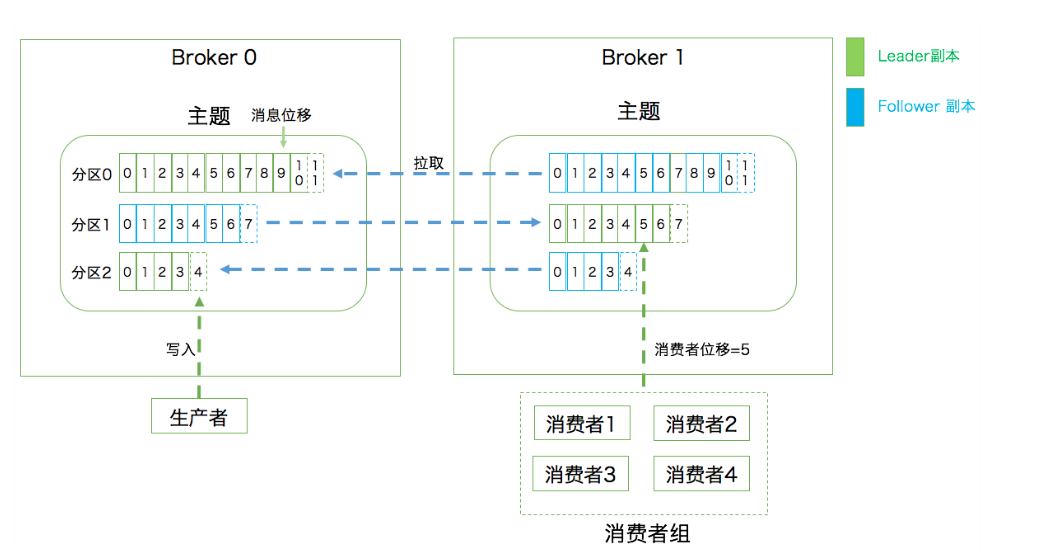 Broker 0
Broker 1
Leader副本
Follower 副本
主题
消息位移
主题
拉取
分区0 0 1 2 3 4 5 6 7 8 9 10 11
0 1 2 3 4 5 6 7 8 9 10 11
分区1 0 1 2 3 4 5 6 7
0 1 2 3 4 5 6 7
分区2 0 1 2 3 4
0 1 2 3 4
写入
消费者位移=5
生产者
消费者1 消费者2
消费者3 消费者4
消费者组